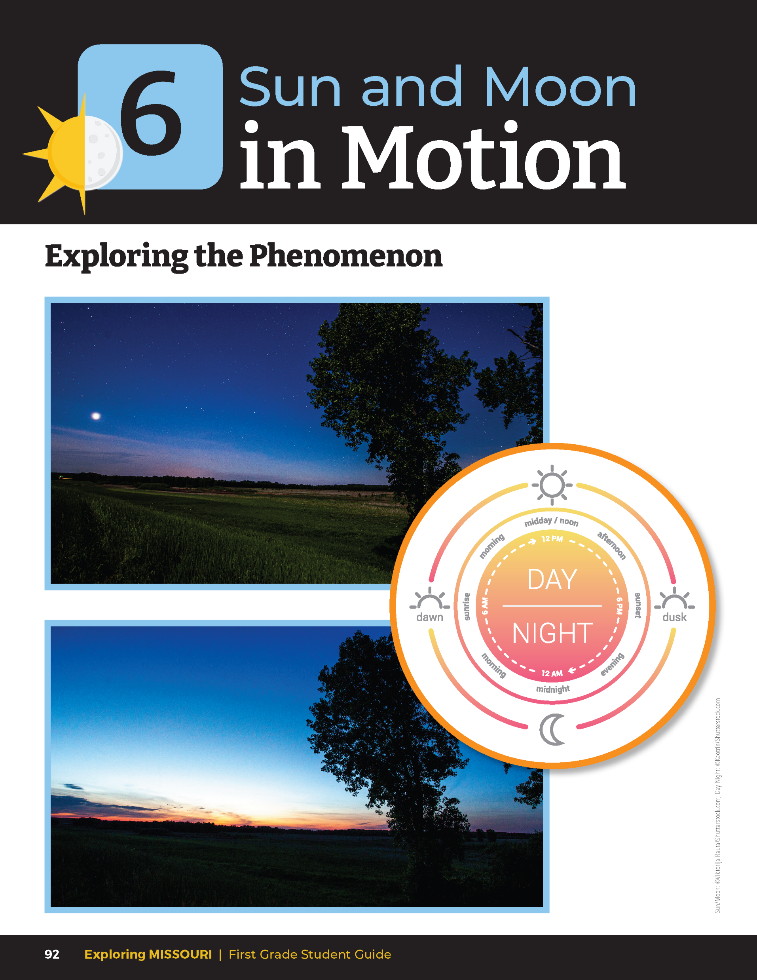 6
Sun and Moon
in Motion
Exploring the Phenomenon
midday / noon
12 PM
morning
afternoon
DAY
sunrise
6 AM
6 PM
sunset
dawn
dusk
NIGHT
morning
evening
12 AM
midnight
92 Exploring MISSOURI | First Grade Student Guide